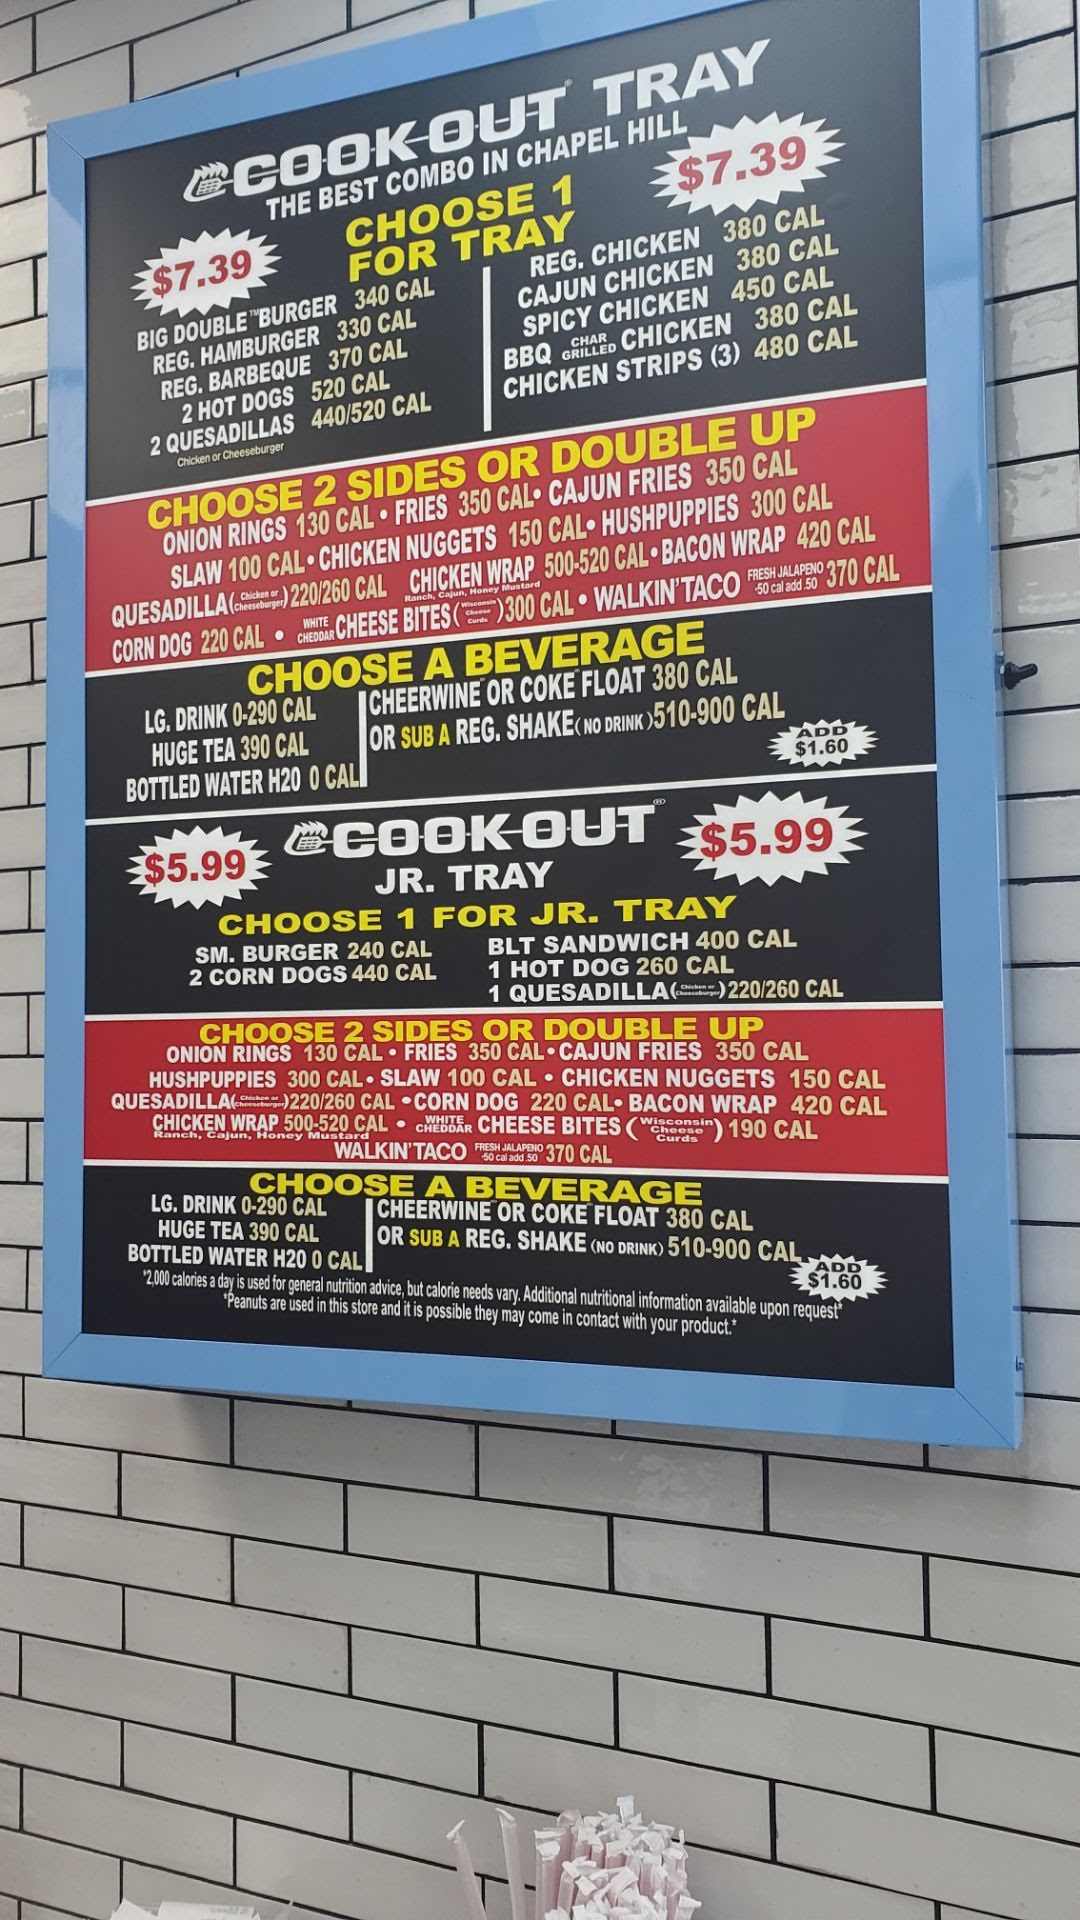 COOK-OUT® TRAY
THE BEST COMBO IN CHAPEL HILL
$7.39
$7.39
CHOOSE 1
FOR TRAY
BIG DOUBLE™BURGER 340 CAL
REG. HAMBURGER 330 CAL
REG. BARBEQUE 370 CAL
2 HOT DOGS 520 CAL
2 QUESADILLAS 440/520 CAL
Chicken or Cheeseburger
REG. CHICKEN 380 CAL
CAJUN CHICKEN 380 CAL
SPICY CHICKEN 450 CAL
BBQ CHAR GRILLED CHICKEN 380 CAL
CHICKEN STRIPS (3) 480 CAL
CHOOSE 2 SIDES OR DOUBLE UP
ONION RINGS 130 CAL • FRIES 350 CAL • CAJUN FRIES 350 CAL
SLAW 100 CAL • CHICKEN NUGGETS 150 CAL • HUSHPUPPIES 300 CAL
QUESADILLA (Chicken or Cheeseburger) 220/260 CAL CHICKEN WRAP 500-520 CAL • BACON WRAP 420 CAL
Ranch, Cajun, Honey Mustard
CORN DOG 220 CAL • WHITE CHEDDAR CHEESE BITES (Wisconsin Cheese Curds) 300 CAL • WALKIN'TACO FRESH JALAPENO -50 cal add .50 370 CAL
CHOOSE A BEVERAGE
LG. DRINK 0-290 CAL
HUGE TEA 390 CAL
BOTTLED WATER H20 0 CAL
CHEERWINE OR COKE FLOAT 380 CAL
OR SUB A REG. SHAKE (NO DRINK) 510-900 CAL
ADD
$1.60
$5.99
COOK-OUT®
JR. TRAY
$5.99
CHOOSE 1 FOR JR. TRAY
SM. BURGER 240 CAL
2 CORN DOGS 440 CAL
BLT SANDWICH 400 CAL
1 HOT DOG 260 CAL
1 QUESADILLA (Chicken or Cheeseburger) 220/260 CAL
CHOOSE 2 SIDES OR DOUBLE UP
ONION RINGS 130 CAL • FRIES 350 CAL • CAJUN FRIES 350 CAL
HUSHPUPPIES 300 CAL • SLAW 100 CAL • CHICKEN NUGGETS 150 CAL
QUESADILLA (Chicken or Cheeseburger) 220/260 CAL • CORN DOG 220 CAL • BACON WRAP 420 CAL
CHICKEN WRAP 500-520 CAL • WHITE CHEDDAR CHEESE BITES (Wisconsin Cheese Curds) 190 CAL
Ranch, Cajun, Honey Mustard
WALKIN'TACO FRESH JALAPENO -50 cal add .50 370 CAL
CHOOSE A BEVERAGE
LG. DRINK 0-290 CAL
HUGE TEA 390 CAL
BOTTLED WATER H20 0 CAL
CHEERWINE OR COKE FLOAT 380 CAL
OR SUB A REG. SHAKE (NO DRINK) 510-900 CAL
ADD
$1.60
*2,000 calories a day is used for general nutrition advice, but calorie needs vary. Additional nutritional information available upon request*
*Peanuts are used in this store and it is possible they may come in contact with your product.*